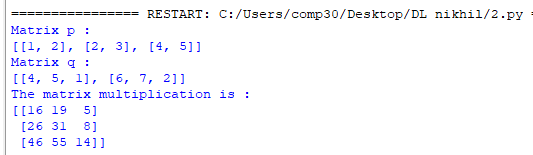 ================ RESTART: C:/Users/comp30/Desktop/DL nikhil/2.py =
Matrix p :
[[1, 2], [2, 3], [4, 5]]
Matrix q :
[[4, 5, 1], [6, 7, 2]]
The matrix multiplication is :
[[16 19  5]
 [26 31  8]
 [46 55 14]]